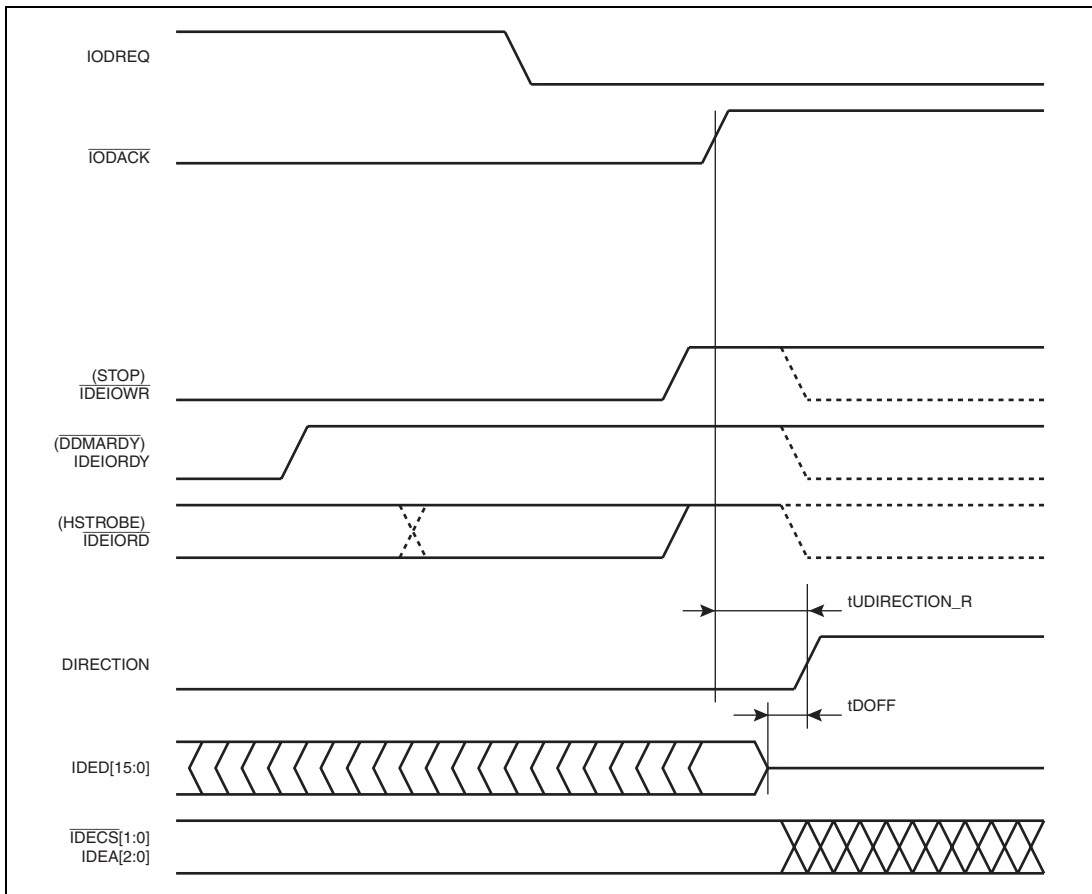 IODREQ
IODACK
(STOP)
IDEIOWR
(DDMARDY)
IDEIORDY
(HSTROBE)
IDEIORD
tUDIRECTION_R
DIRECTION
tDOFF
IDED[15:0]
IDECS[1:0]
IDEA[2:0]